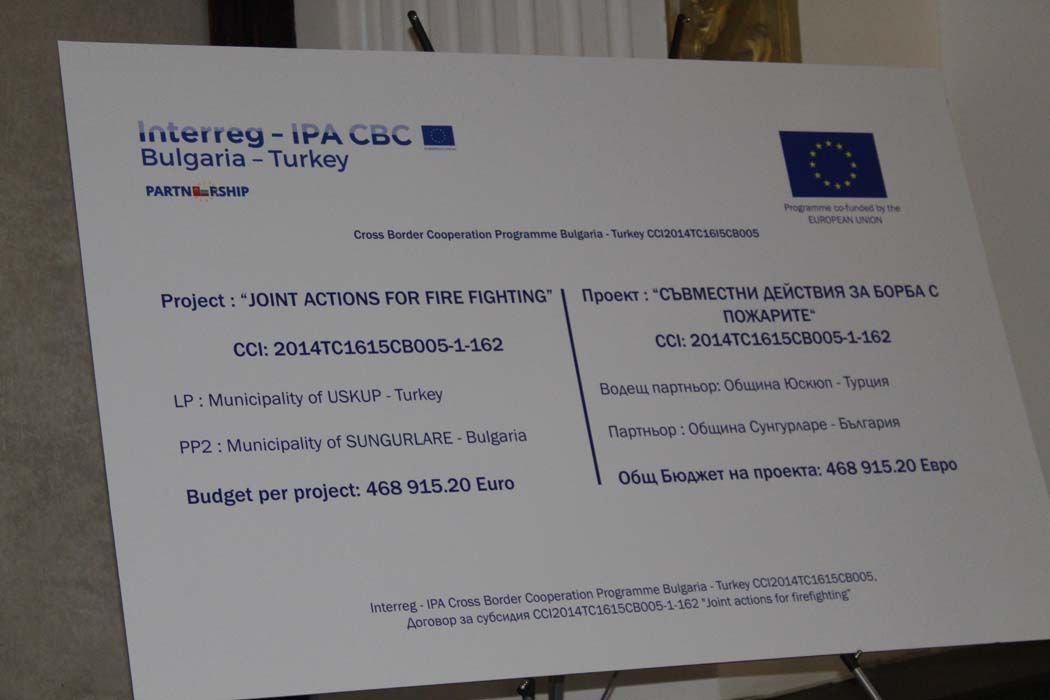 Interreg - IPA CBC
Bulgaria – Turkey
PARTNERSHIP
Programme co-funded by the
EUROPEAN UNION
Cross Border Cooperation Programme Bulgaria - Turkey CCI2014TC16I5CB005
Project : “JOINT ACTIONS FOR FIRE FIGHTING”
CCI: 2014TC1615CB005-1-162
LP : Municipality of USKUP - Turkey
PP2 : Municipality of SUNGURLARE - Bulgaria
Budget per project: 468 915.20 Euro
Проект : “СЪВМЕСТНИ ДЕЙСТВИЯ ЗА БОРБА С
ПОЖАРИТЕ“
CCI: 2014TC1615CB005-1-162
Водещ партньор: Община Юскюп - Турция
Партньор : Община Сунгурларе - България
Общ Бюджет на проекта: 468 915.20 Евро
Interreg - IPA Cross Border Cooperation Programme Bulgaria - Turkey CCI2014TC1615CB005,
Договор за субсидия CCI2014TC1615CB005-1-162 “Joint actions for firefighting”